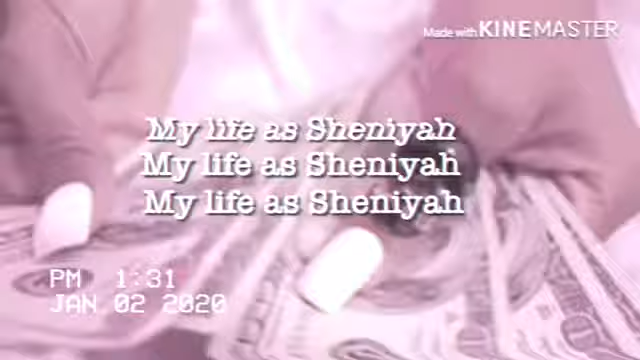 Made with KINEMASTER
My life as Sheniyah
My life as Sheniyah
My life as Sheniyah
PM 1:31
JAN.02 2020